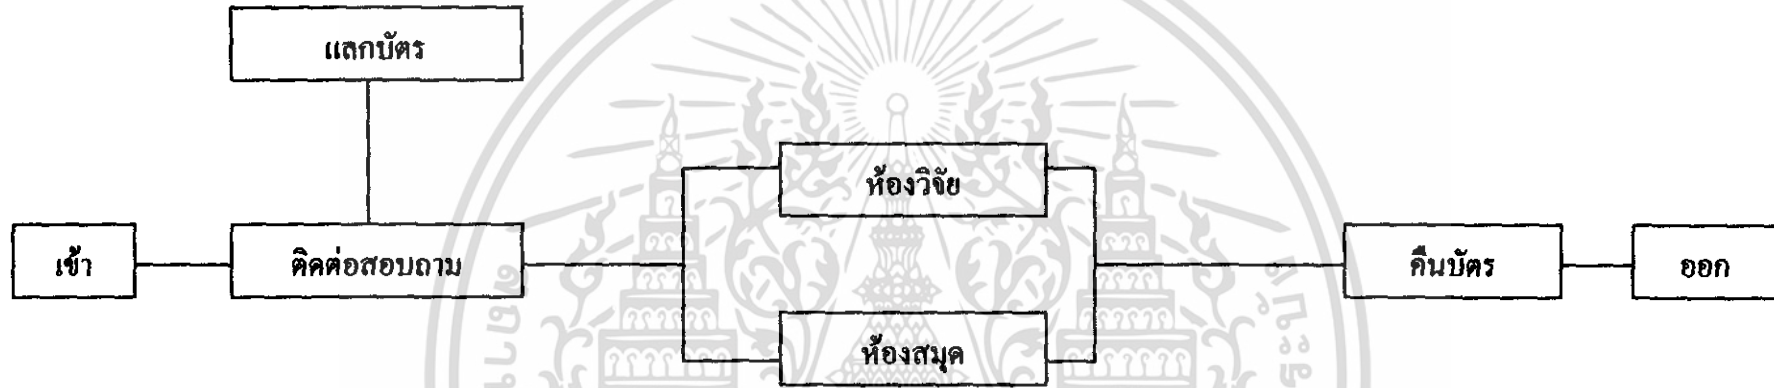 แลกบัตร
ห้องวิจัย
เข้า
ติดต่อสอบถาม
คืนบัตร
ออก
ห้องสมุด